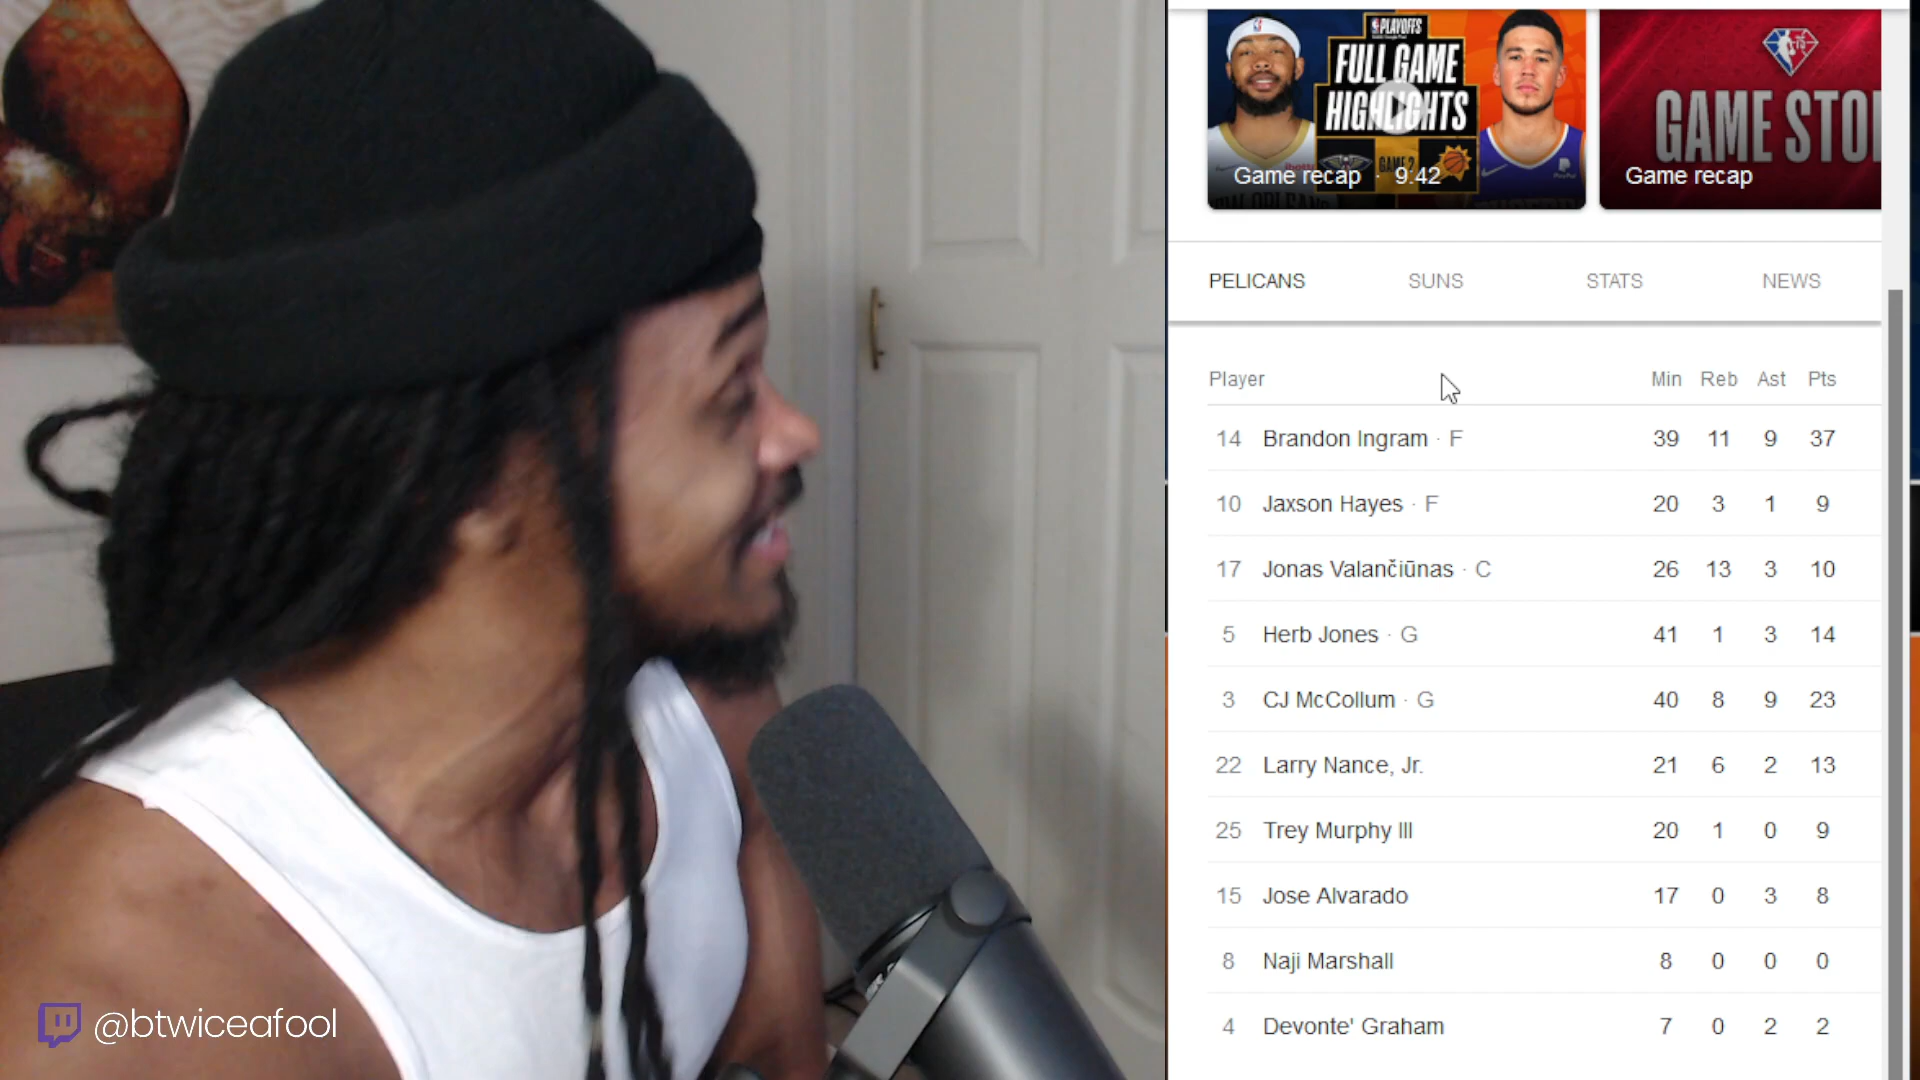 PLAYOFFS
FULL GAME
HIGHLIGHTS
GAME 2
Game recap · 9:42
75
GAME STO
Game recap
PELICANS SUNS STATS NEWS
Player Min Reb Ast Pts
14 Brandon Ingram · F 39 11 9 37
10 Jaxson Hayes · F 20 3 1 9
17 Jonas Valančiūnas · C 26 13 3 10
5 Herb Jones · G 41 1 3 14
3 CJ McCollum · G 40 8 9 23
22 Larry Nance, Jr. 21 6 2 13
25 Trey Murphy III 20 1 0 9
15 Jose Alvarado 17 0 3 8
8 Naji Marshall 8 0 0 0
4 Devonte' Graham 7 0 2 2
@btwiceafool